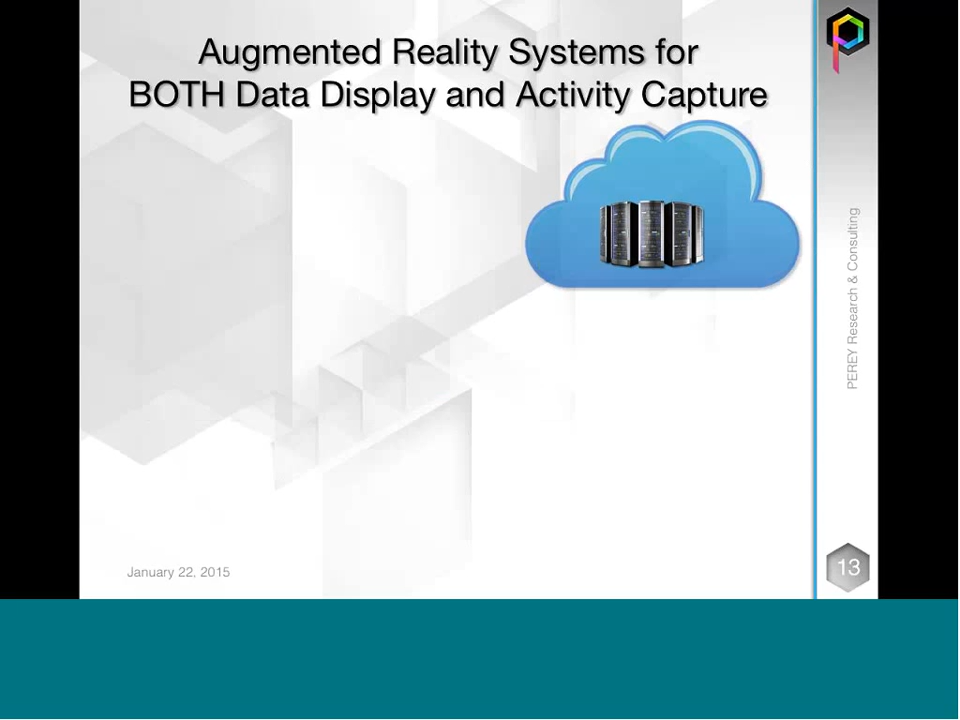 Augmented Reality Systems for
BOTH Data Display and Activity Capture
PEREY Research & Consulting
January 22, 2015
13